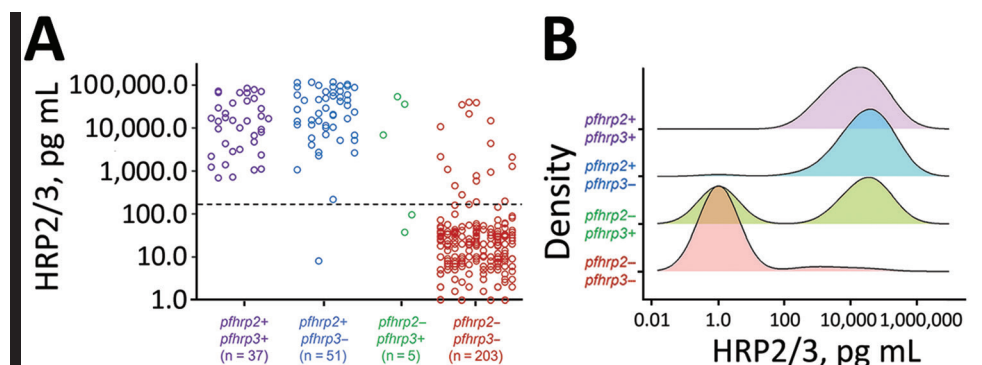 A
HRP2/3, pg mL
100,000.0
10,000.0
1,000.0
100.0
10.0
1.0
pfhrp2+
pfhrp3+
(n = 37)
pfhrp2+
pfhrp3−
(n = 51)
pfhrp2−
pfhrp3+
(n = 5)
pfhrp2−
pfhrp3−
(n = 203)
B
Density
pfhrp2+
pfhrp3+
pfhrp2+
pfhrp3−
pfhrp2−
pfhrp3+
pfhrp2−
pfhrp3−
0.01 1.0 100 10,000 1,000,000
HRP2/3, pg mL